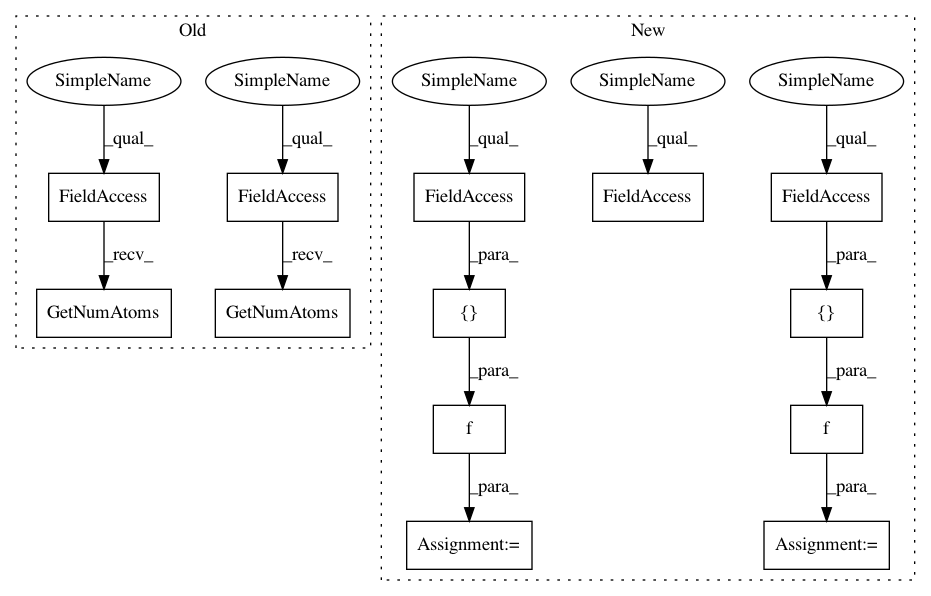 Old
New
SimpleName
SimpleName
SimpleName
SimpleName
SimpleName
_qual_
_qual_
_qual_
_qual_
_qual_
FieldAccess
FieldAccess
FieldAccess
FieldAccess
FieldAccess
_recv_
_recv_
_para_
_para_
GetNumAtoms
GetNumAtoms
{}
{}
_para_
_para_
f
f
_para_
_para_
Assignment:=
Assignment:=